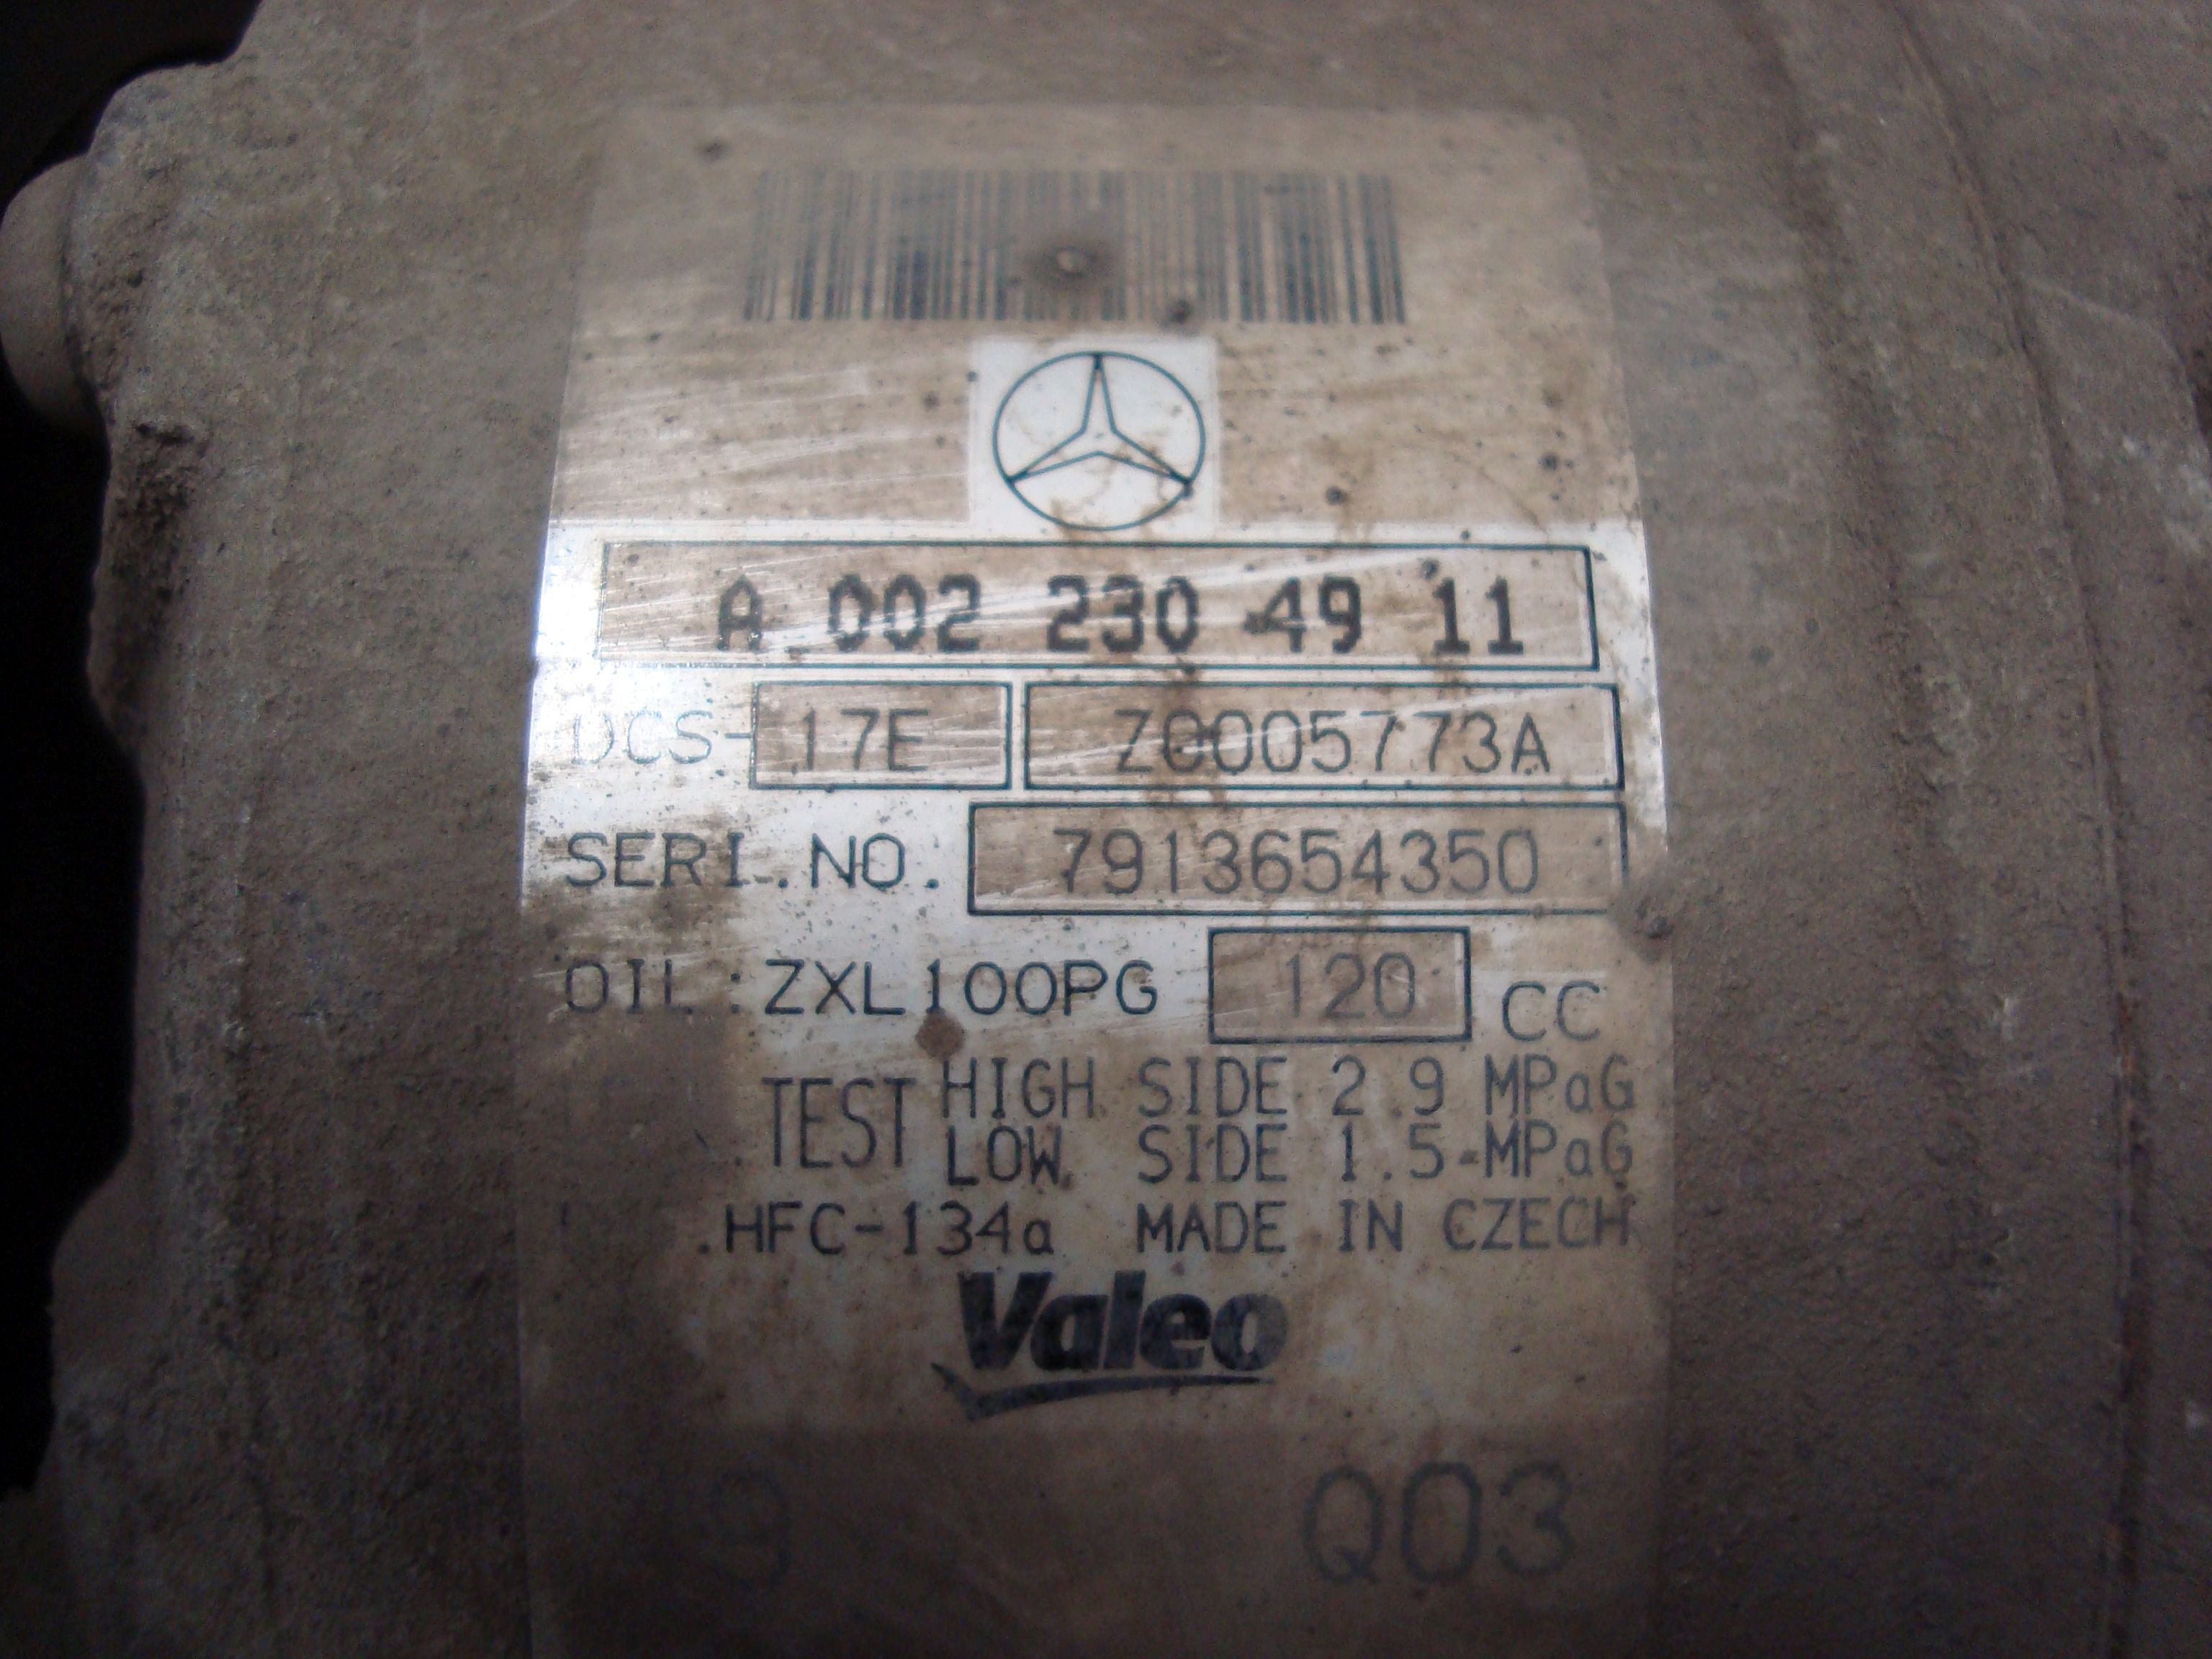 A 002 230 49 11
DCS-17E Z0005773A
SERI.NO. 7913654350
OIL:ZXL100PG 120 CC
TEST HIGH SIDE 2.9 MPaG
LOW SIDE 1.5 MPaG
HFC-134a MADE IN CZECH
Valeo
9 Q03